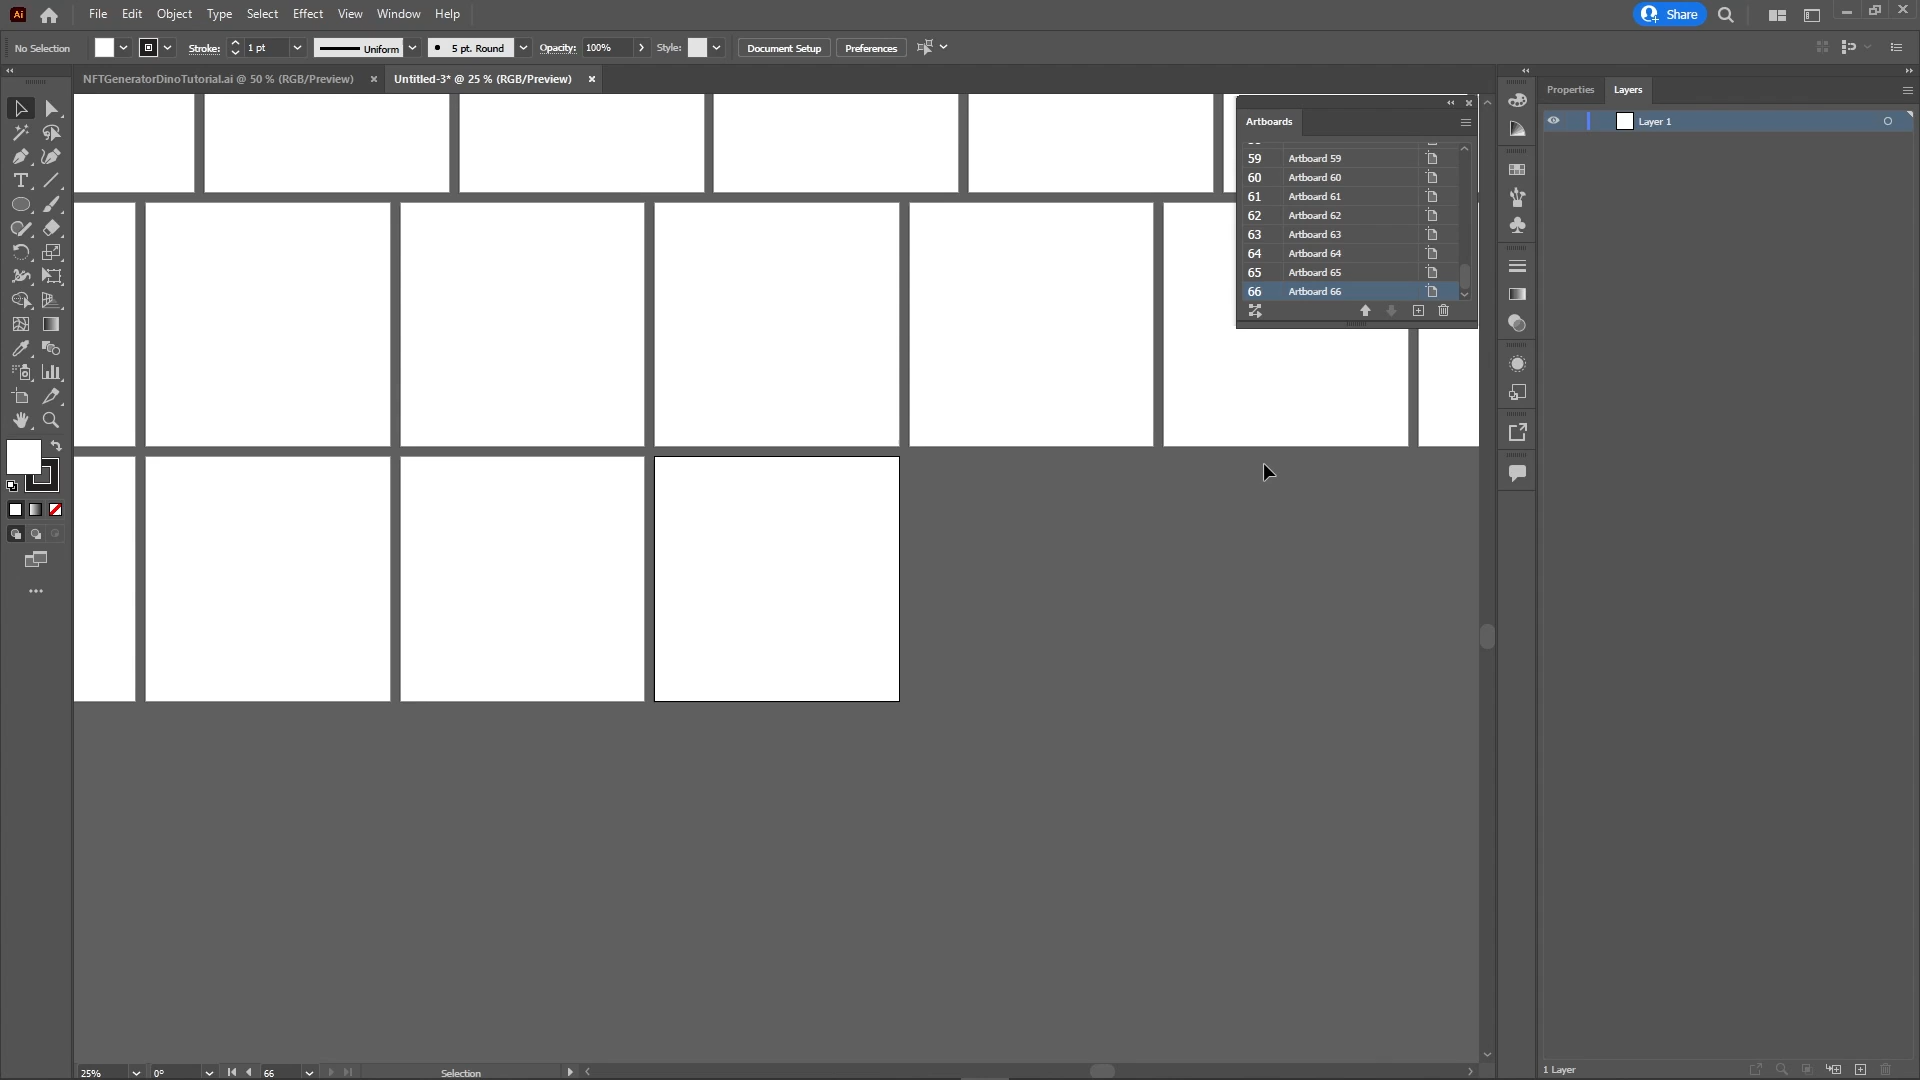 Ai File Edit Object Type Select Effect View Window Help Share
No Selection Stroke: 1 pt Uniform 5 pt. Round Opacity: 100% Style: Document Setup Preferences
NFTGeneratorDinoTutorial.ai @ 50 % (RGB/Preview) Untitled-3* @ 25 % (RGB/Preview)
Properties Layers
Artboards
Layer 1
59 Artboard 59
60 Artboard 60
61 Artboard 61
62 Artboard 62
63 Artboard 63
64 Artboard 64
65 Artboard 65
66 Artboard 66
25% 0° 66 Selection
1 Layer